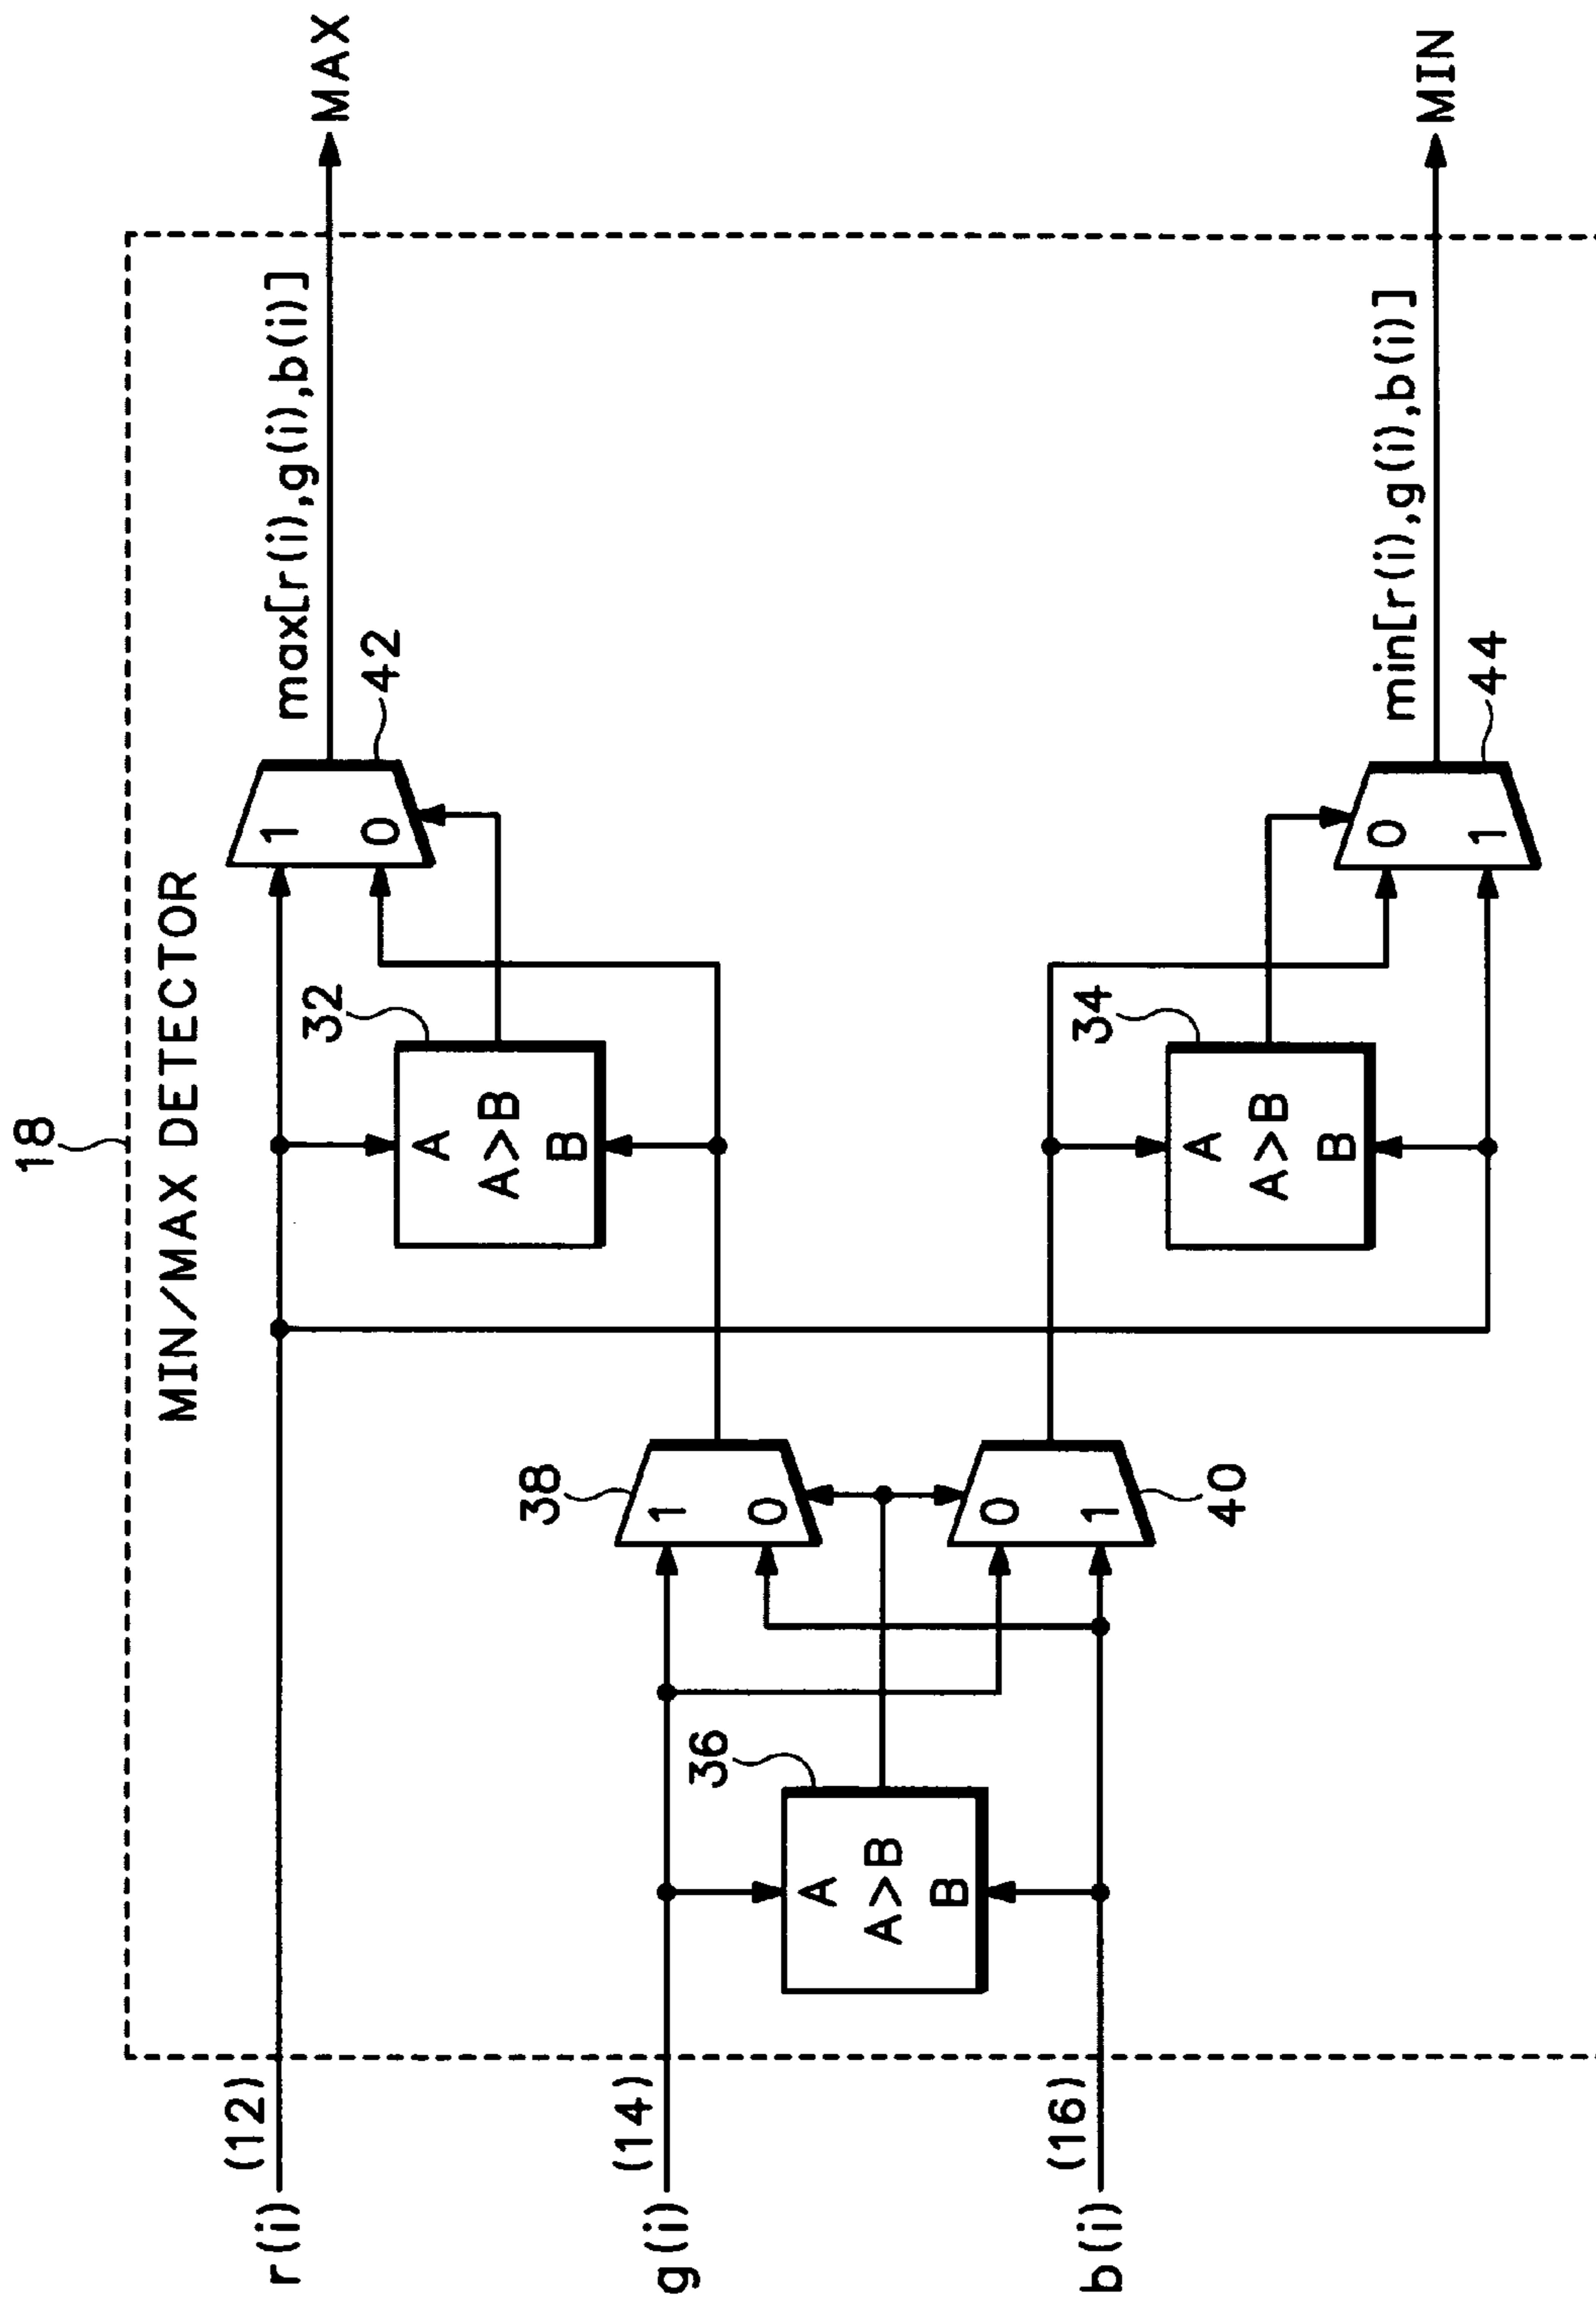 18
MIN/MAX DETECTOR
r(i) (12)
g(i) (14)
b(i) (16)
36
A
A>B
B
38
1
0
0
1
40
32
A
A>B
B
34
A
A>B
B
1
0
42
max[r(i),g(i),b(i)]
MAX
0
1
44
min[r(i),g(i),b(i)]
MIN